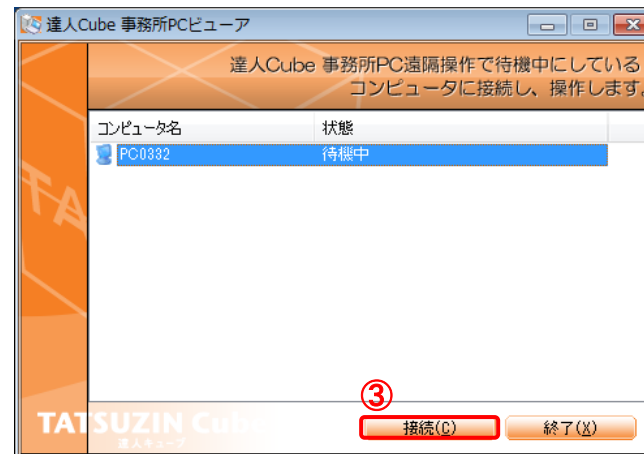 達人Cube 事務所PCビューア
達人Cube 事務所PC遠隔操作で待機中にしている
コンピュータに接続し、操作します。
コンピュータ名 状態
PC0332 待機中
TA
③
TATSUZIN Cube
達人キューブ
接続(C) 終了(X)